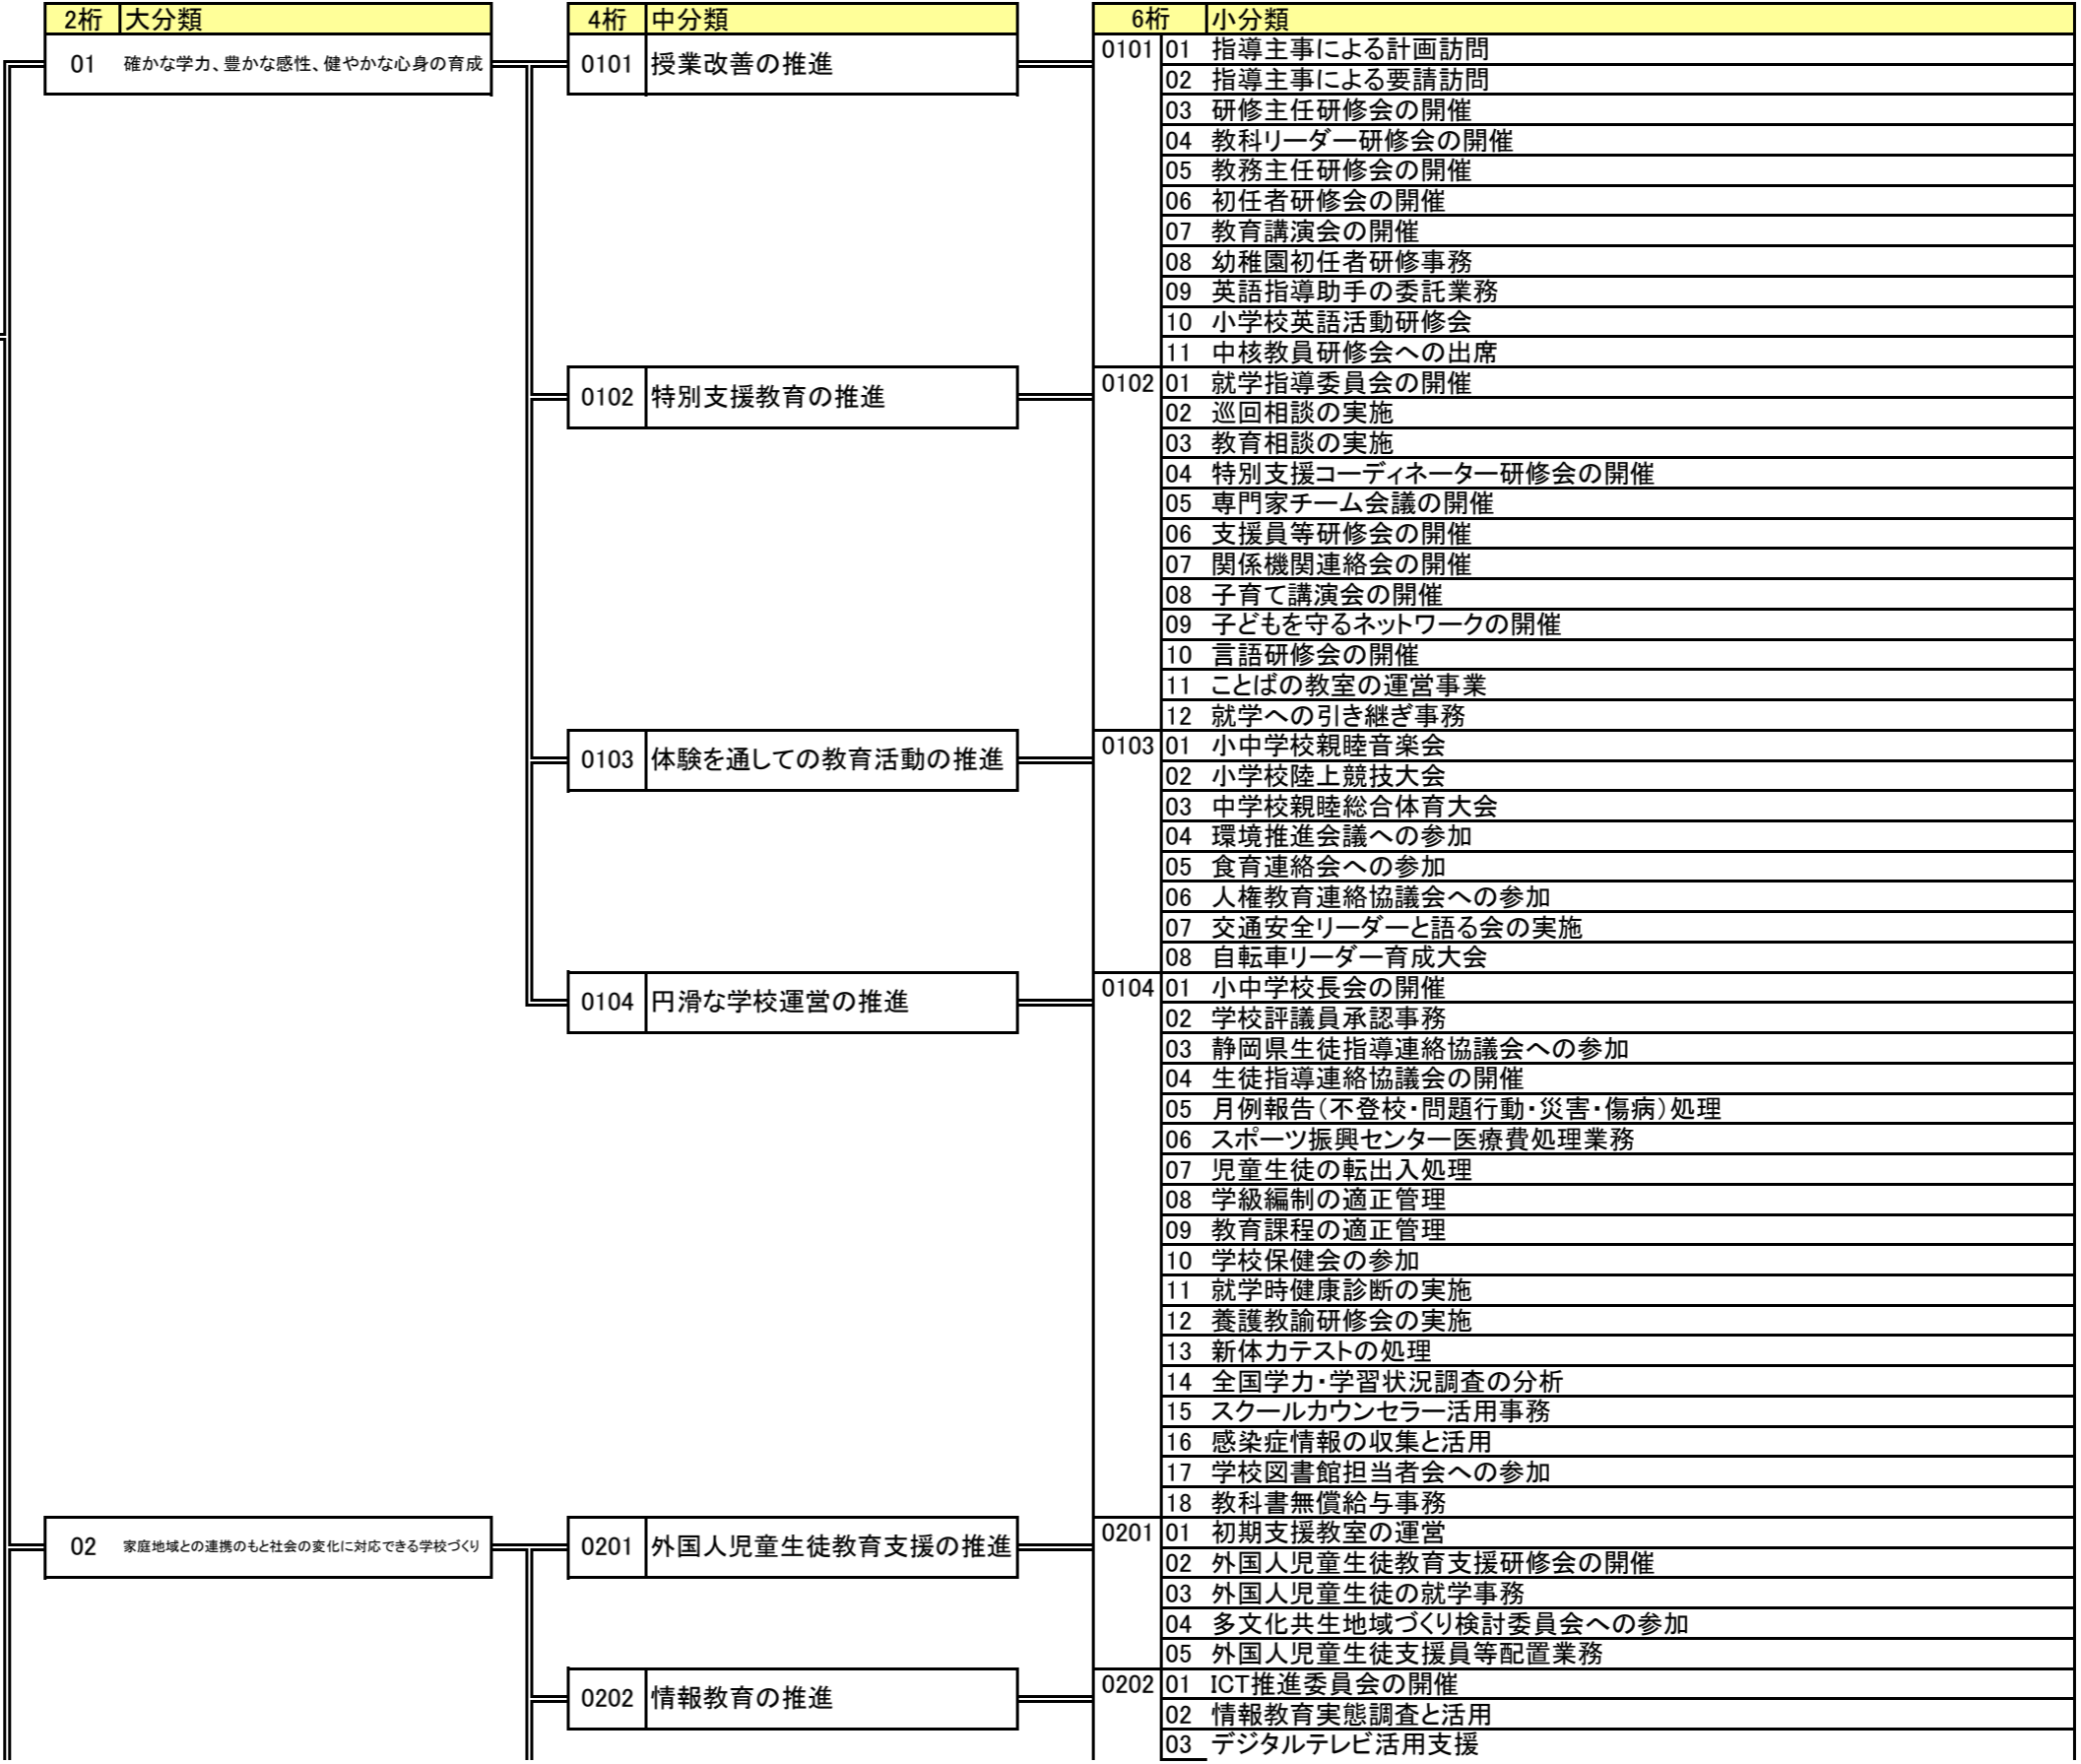 2桁 大分類 4桁 中分類 6桁 小分類
01 確かな学力、豊かな感性、健やかな心身の育成 0101 授業改善の推進 0101 01 指導主事による計画訪問
02 指導主事による要請訪問
03 研修主任研修会の開催
04 教科リーダー研修会の開催
05 教務主任研修会の開催
06 初任者研修会の開催
07 教育講演会の開催
08 幼稚園初任者研修事務
09 英語指導助手の委託業務
10 小学校英語活動研修会
11 中核教員研修会への出席
0102 特別支援教育の推進 0102 01 就学指導委員会の開催
02 巡回相談の実施
03 教育相談の実施
04 特別支援コーディネーター研修会の開催
05 専門家チーム会議の開催
06 支援員等研修会の開催
07 関係機関連絡会の開催
08 子育て講演会の開催
09 子どもを守るネットワークの開催
10 言語研修会の開催
11 ことばの教室の運営事業
12 就学への引き継ぎ事務
0103 体験を通しての教育活動の推進 0103 01 小中学校親睦音楽会
02 小学校陸上競技大会
03 中学校親睦総合体育大会
04 環境推進会議への参加
05 食育連絡会への参加
06 人権教育連絡協議会への参加
07 交通安全リーダーと語る会の実施
08 自転車リーダー育成大会
0104 円滑な学校運営の推進 0104 01 小中学校長会の開催
02 学校評議員承認事務
03 静岡県生徒指導連絡協議会への参加
04 生徒指導連絡協議会の開催
05 月例報告(不登校・問題行動・災害・傷病)処理
06 スポーツ振興センター医療費処理業務
07 児童生徒の転出入処理
08 学級編制の適正管理
09 教育課程の適正管理
10 学校保健会の参加
11 就学時健康診断の実施
12 養護教諭研修会の実施
13 新体力テストの処理
14 全国学力・学習状況調査の分析
15 スクールカウンセラー活用事務
16 感染症情報の収集と活用
17 学校図書館担当者会への参加
18 教科書無償給与事務
02 家庭地域との連携のもと社会の変化に対応できる学校づくり 0201 外国人児童生徒教育支援の推進 0201 01 初期支援教室の運営
02 外国人児童生徒教育支援研修会の開催
03 外国人児童生徒の就学事務
04 多文化共生地域づくり検討委員会への参加
05 外国人児童生徒支援員等配置業務
0202 情報教育の推進 0202 01 ICT推進委員会の開催
02 情報教育実態調査と活用
03 デジタルテレビ活用支援